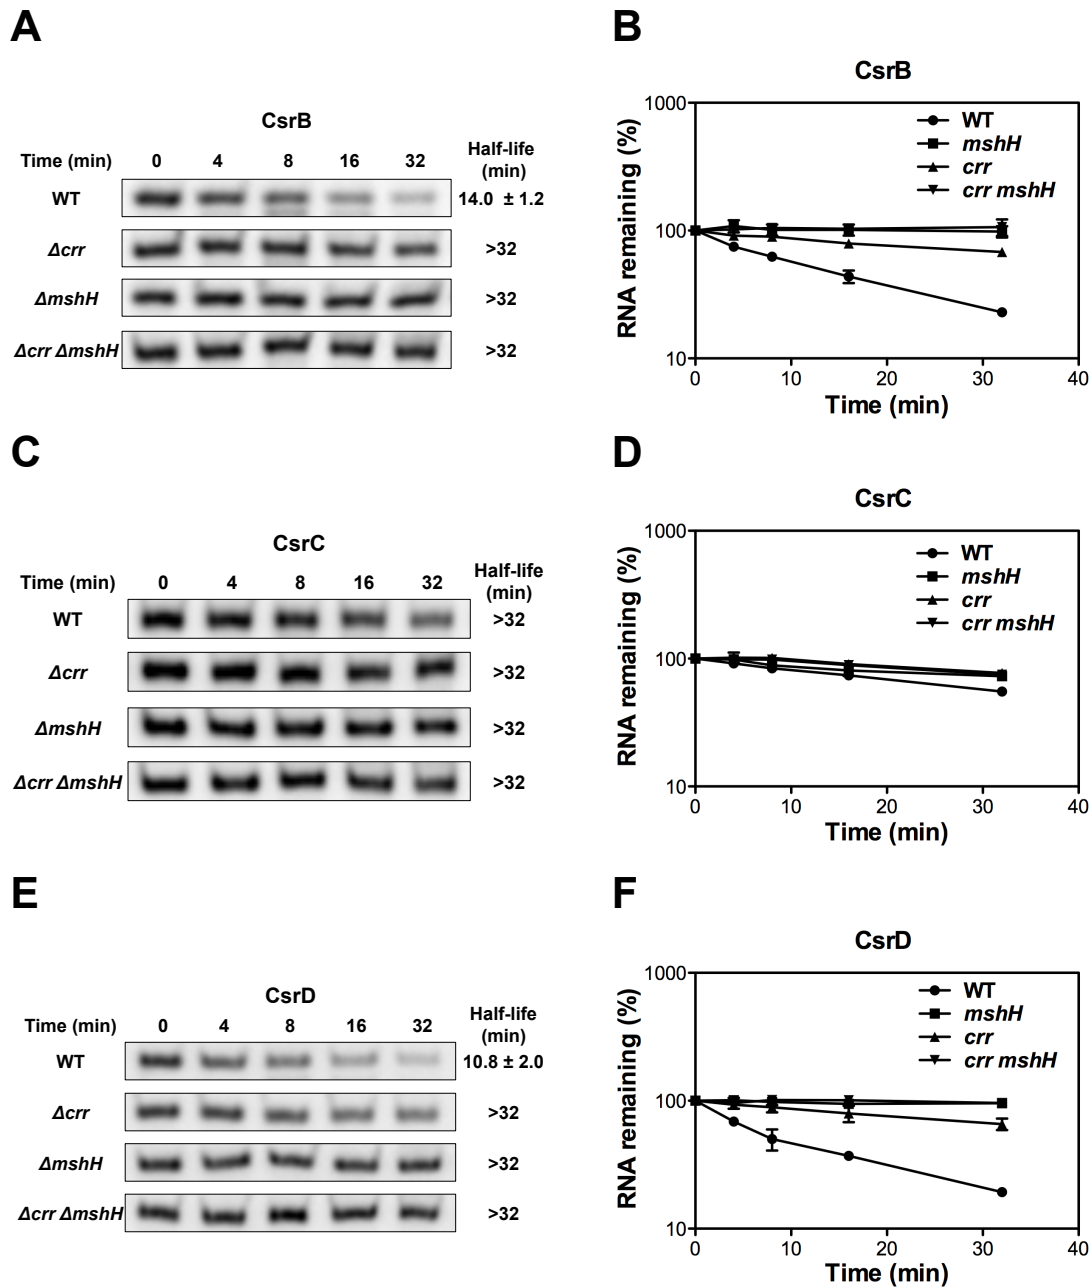 A
CsrB
Time (min) 0 4 8 16 32 Half-life (min)
WT 14.0 ± 1.2
Δcrr >32
ΔmshH >32
Δcrr ΔmshH >32
B
CsrB
1000
100
10
RNA remaining (%)
WT
mshH
crr
crr mshH
0 10 20 30 40
Time (min)
C
CsrC
Time (min) 0 4 8 16 32 Half-life (min)
WT >32
Δcrr >32
ΔmshH >32
Δcrr ΔmshH >32
D
CsrC
1000
100
10
RNA remaining (%)
WT
mshH
crr
crr mshH
0 10 20 30 40
Time (min)
E
CsrD
Time (min) 0 4 8 16 32 Half-life (min)
WT 10.8 ± 2.0
Δcrr >32
ΔmshH >32
Δcrr ΔmshH >32
F
CsrD
1000
100
10
RNA remaining (%)
WT
mshH
crr
crr mshH
0 10 20 30 40
Time (min)